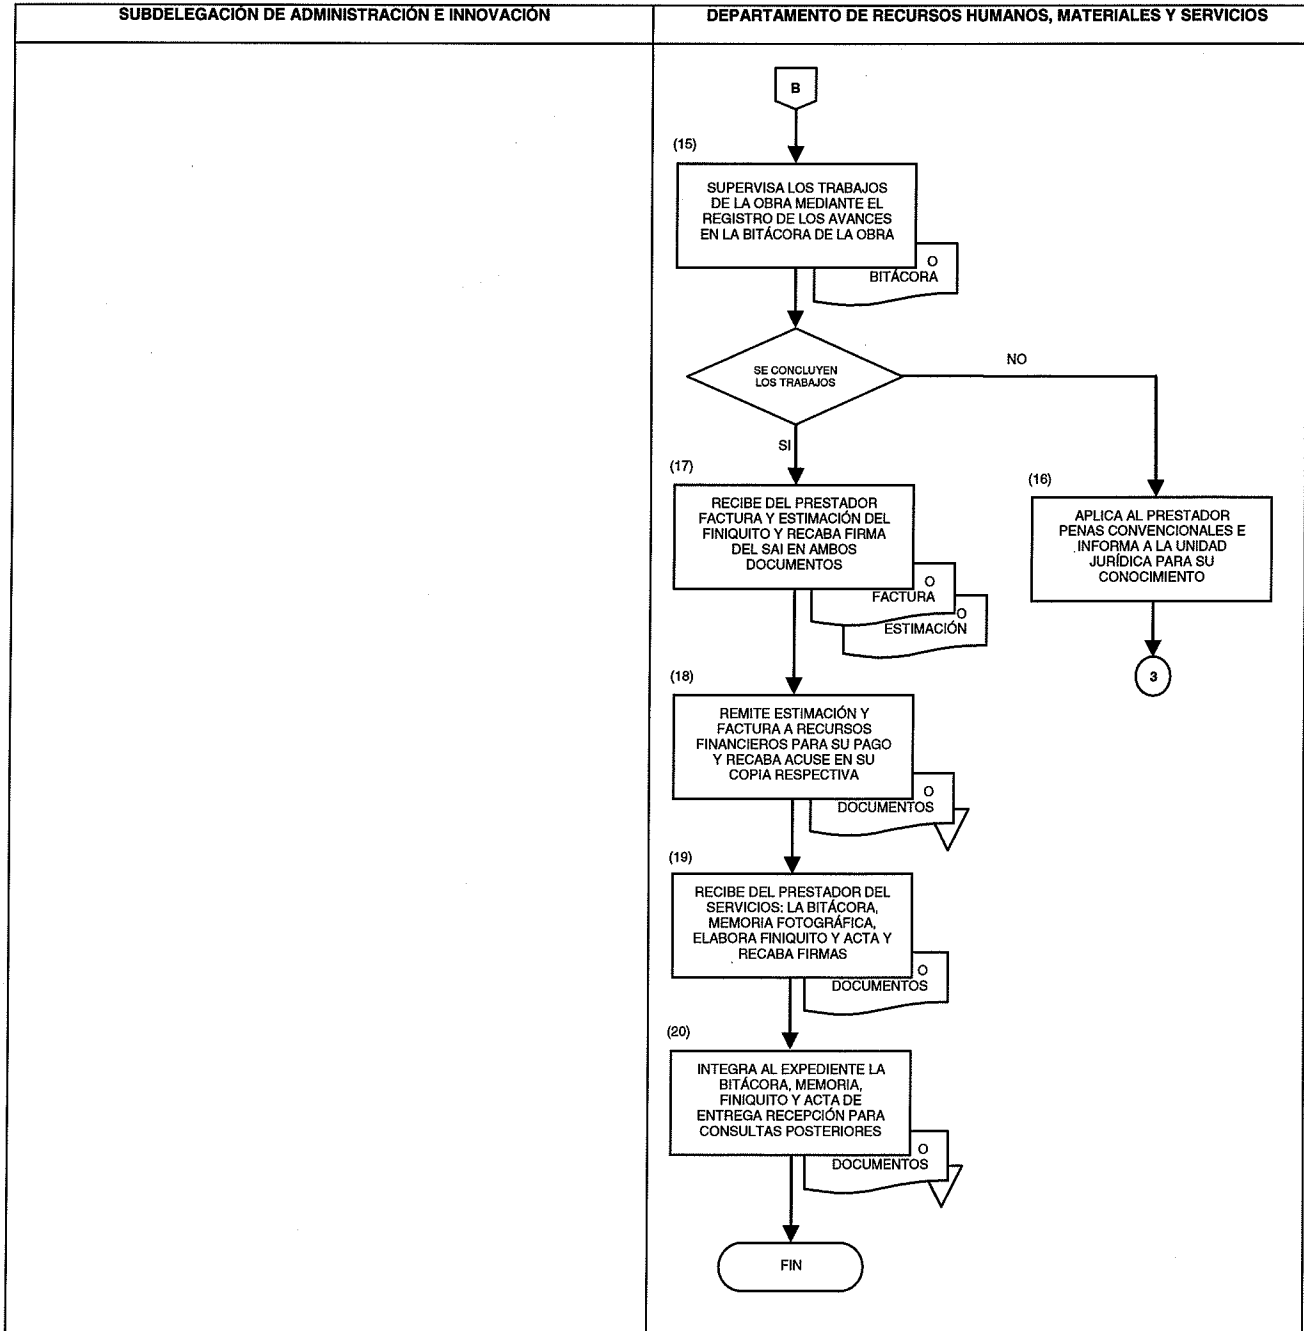 SUBDELEGACIÓN DE ADMINISTRACIÓN E INNOVACIÓN
DEPARTAMENTO DE RECURSOS HUMANOS, MATERIALES Y SERVICIOS
B
(15)
SUPERVISA LOS TRABAJOS
DE LA OBRA MEDIANTE EL
REGISTRO DE LOS AVANCES
EN LA BITÁCORA DE LA OBRA
O
BITÁCORA
SE CONCLUYEN
LOS TRABAJOS
NO
SI
(16)
APLICA AL PRESTADOR
PENAS CONVENCIONALES E
INFORMA A LA UNIDAD
JURÍDICA PARA SU
CONOCIMIENTO
3
(17)
RECIBE DEL PRESTADOR
FACTURA Y ESTIMACIÓN DEL
FINIQUITO Y RECABA FIRMA
DEL SAI EN AMBOS
DOCUMENTOS
O
FACTURA
O
ESTIMACIÓN
(18)
REMITE ESTIMACIÓN Y
FACTURA A RECURSOS
FINANCIEROS PARA SU PAGO
Y RECABA ACUSE EN SU
COPIA RESPECTIVA
O
DOCUMENTOS
(19)
RECIBE DEL PRESTADOR DEL
SERVICIOS: LA BITÁCORA,
MEMORIA FOTOGRÁFICA,
ELABORA FINIQUITO Y ACTA Y
RECABA FIRMAS
O
DOCUMENTOS
(20)
INTEGRA AL EXPEDIENTE LA
BITÁCORA, MEMORIA,
FINIQUITO Y ACTA DE
ENTREGA RECEPCIÓN PARA
CONSULTAS POSTERIORES
O
DOCUMENTOS
FIN